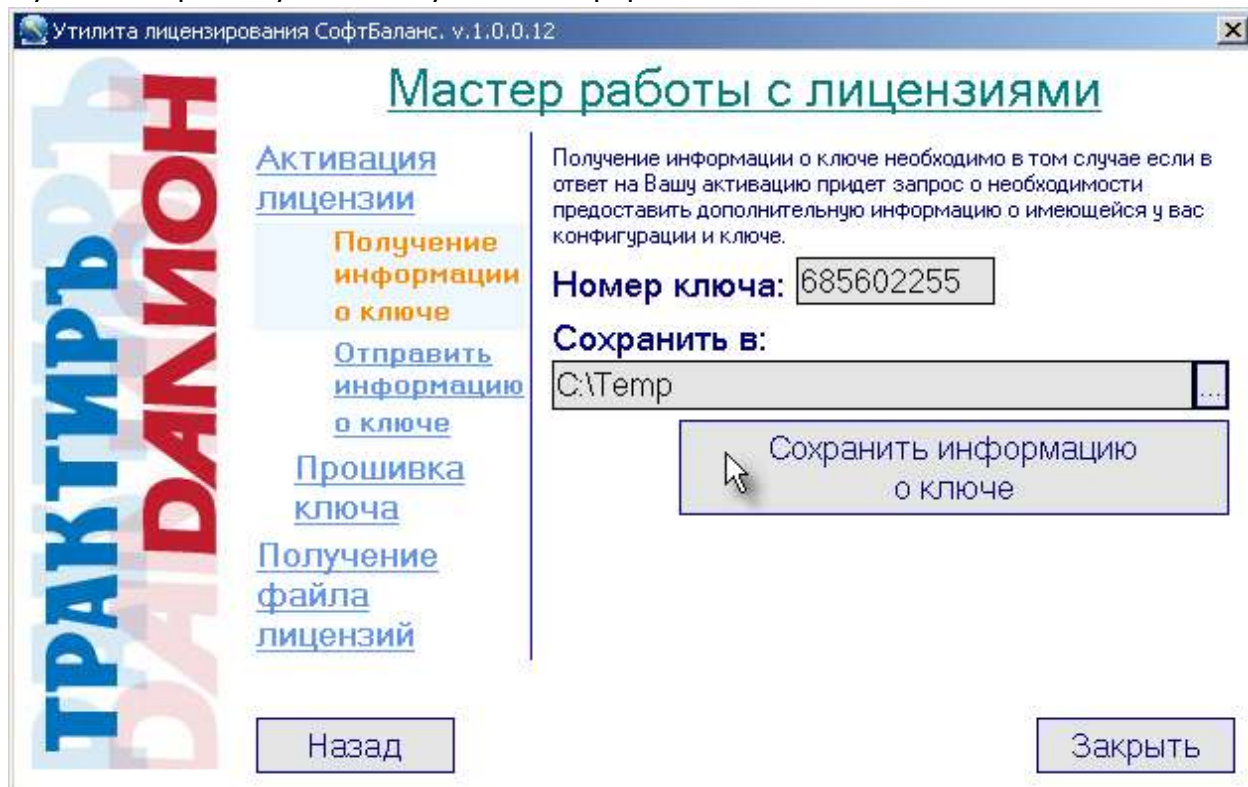 Утилита лицензирования СофтБаланс. v.1.0.0.12
Мастер работы с лицензиями
ТРАКТИРЪ
DАЛИОН
Активация
лицензии
Получение
информации
о ключе
Отправить
информацию
о ключе
Прошивка
ключа
Получение
файла
лицензий
Получение информации о ключе необходимо в том случае если в
ответ на Вашу активацию придет запрос о необходимости
предоставить дополнительную информацию о имеющейся у вас
конфигурации и ключе.
Номер ключа: 685602255
Сохранить в:
C:\Temp
...
Сохранить информацию
о ключе
Назад
Закрыть